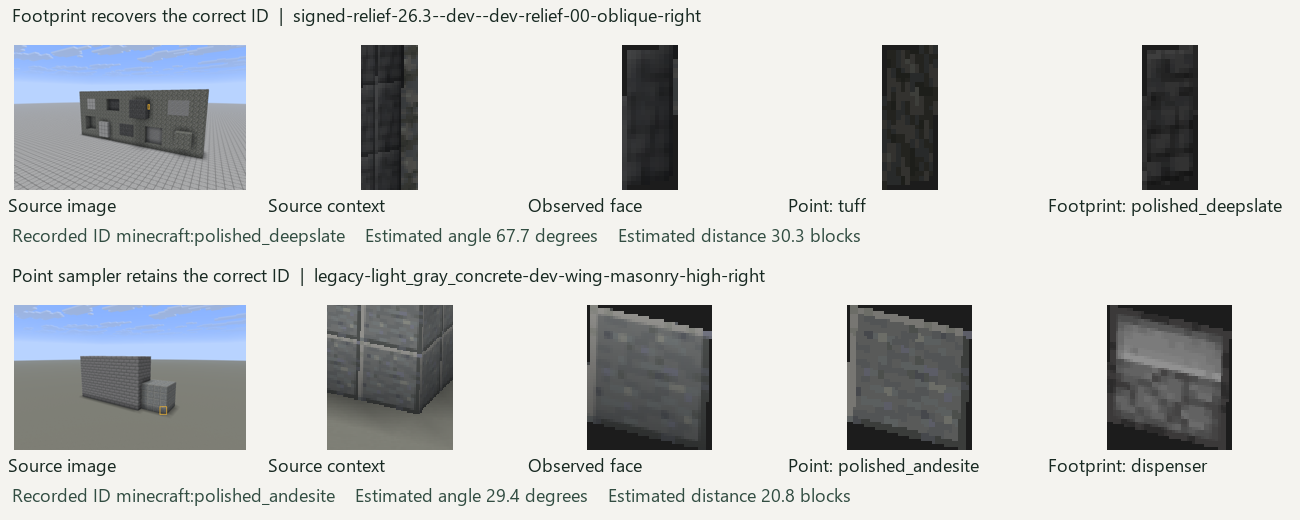 Footprint recovers the correct ID | signed-relief-26.3--dev--dev-relief-00-oblique-right
Source image
Source context
Observed face
Point: tuff
Footprint: polished_deepslate
Recorded ID minecraft:polished_deepslate Estimated angle 67.7 degrees Estimated distance 30.3 blocks
Point sampler retains the correct ID | legacy-light_gray_concrete-dev-wing-masonry-high-right
Source image
Source context
Observed face
Point: polished_andesite
Footprint: dispenser
Recorded ID minecraft:polished_andesite Estimated angle 29.4 degrees Estimated distance 20.8 blocks